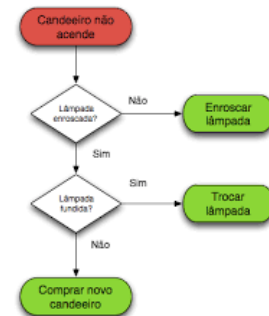 Candeeiro não
acende
Lâmpada
enroscada?
Não
Enroscar
lâmpada
Sim
Lâmpada
fundida?
Sim
Trocar
lâmpada
Não
Comprar novo
candeeiro